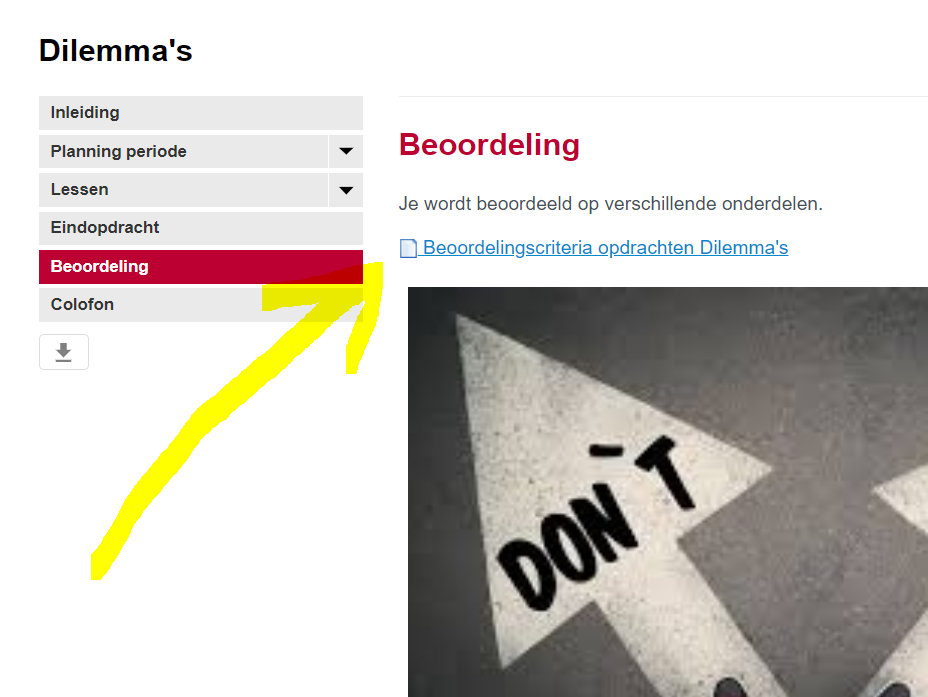 Dilemma's
Inleiding
Planning periode
Lessen
Eindopdracht
Beoordeling
Colofon
Beoordeling
Je wordt beoordeeld op verschillende onderdelen.
Beoordelingscriteria opdrachten Dilemma's
DON`T